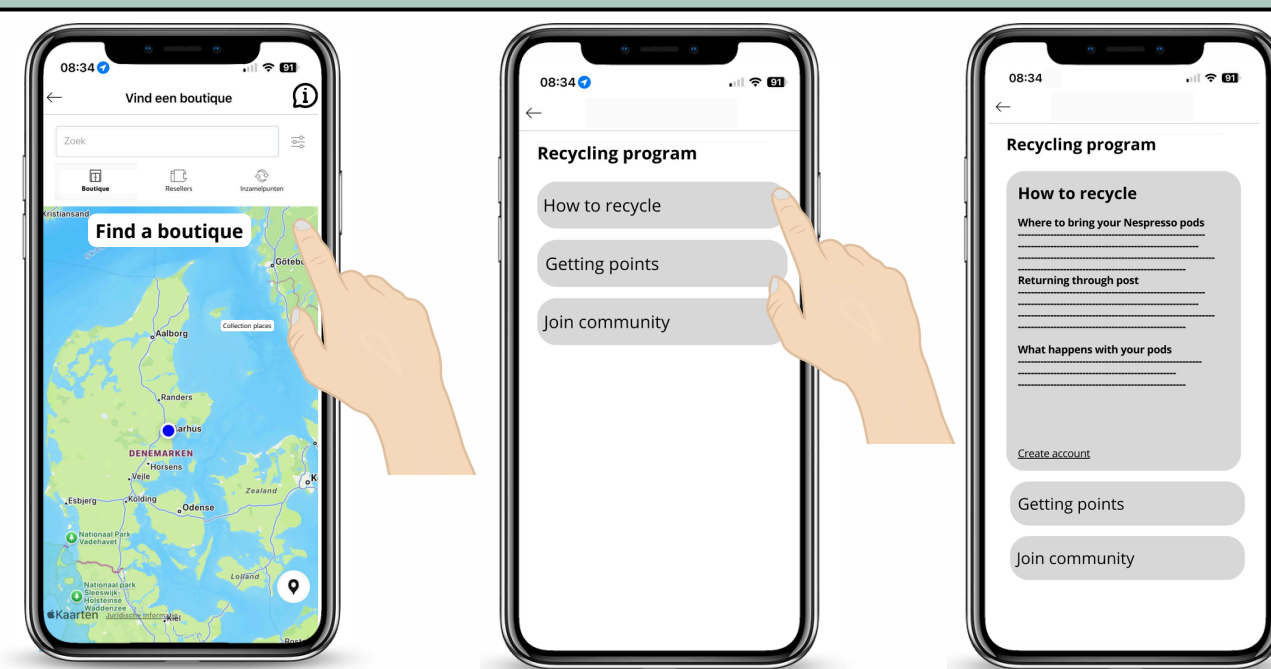 08:34
91
Vind een boutique
Zoek
Boutique
Resellers
Inzamelpunten
Kristiansand
Find a boutique
Göteb
Collection places
Aalborg
Randers
arhus
DENEMARKEN
Horsens
Vejle
Esbjerg
Kolding
Odense
Zealand
K
Nationaal Park
Vadehavet
Lolland
Nationaal park
Sleeswijk-
Holsteinse
Waddenzee
Kaarten
Juridische Informatie
Kiel
Rost
08:34
91
Recycling program
How to recycle
Getting points
Join community
08:34
91
Recycling program
How to recycle
Where to bring your Nespresso pods
Returning through post
What happens with your pods
Create account
Getting points
Join community